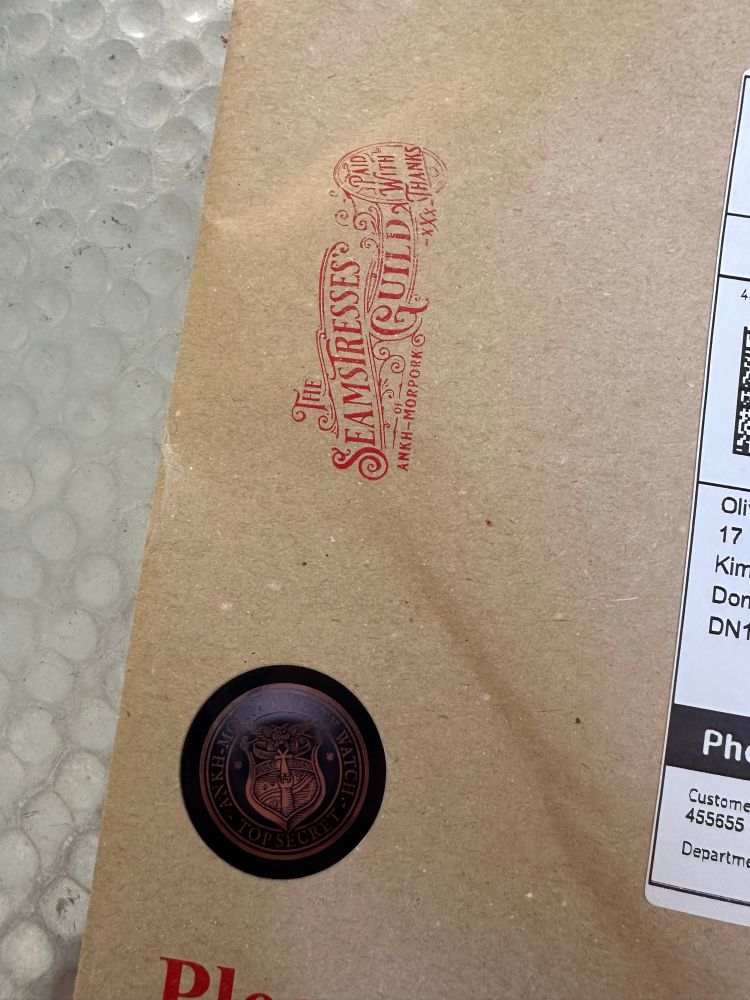 THE
SEAMSTRESSES'
GUILD
OF
ANKH-MORPORK
PAID
WITH
THANKS
-XXX-
ANKH-MORPORK CITY WATCH
- TOP SECRET -
17
DN1
Custome
455655
Departme